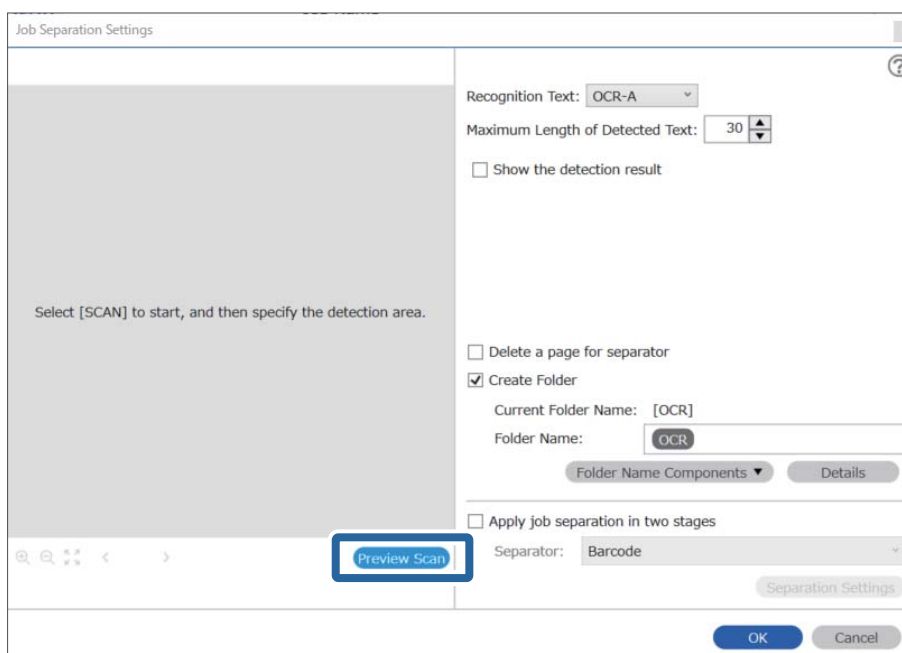 Job Separation Settings
Recognition Text: OCR-A
Maximum Length of Detected Text: 30
Show the detection result
Select [SCAN] to start, and then specify the detection area.
Delete a page for separator
Create Folder
Current Folder Name: [OCR]
Folder Name: OCR
Folder Name Components ▼ Details
Apply job separation in two stages
Preview Scan
Separator: Barcode
Separation Settings
OK Cancel